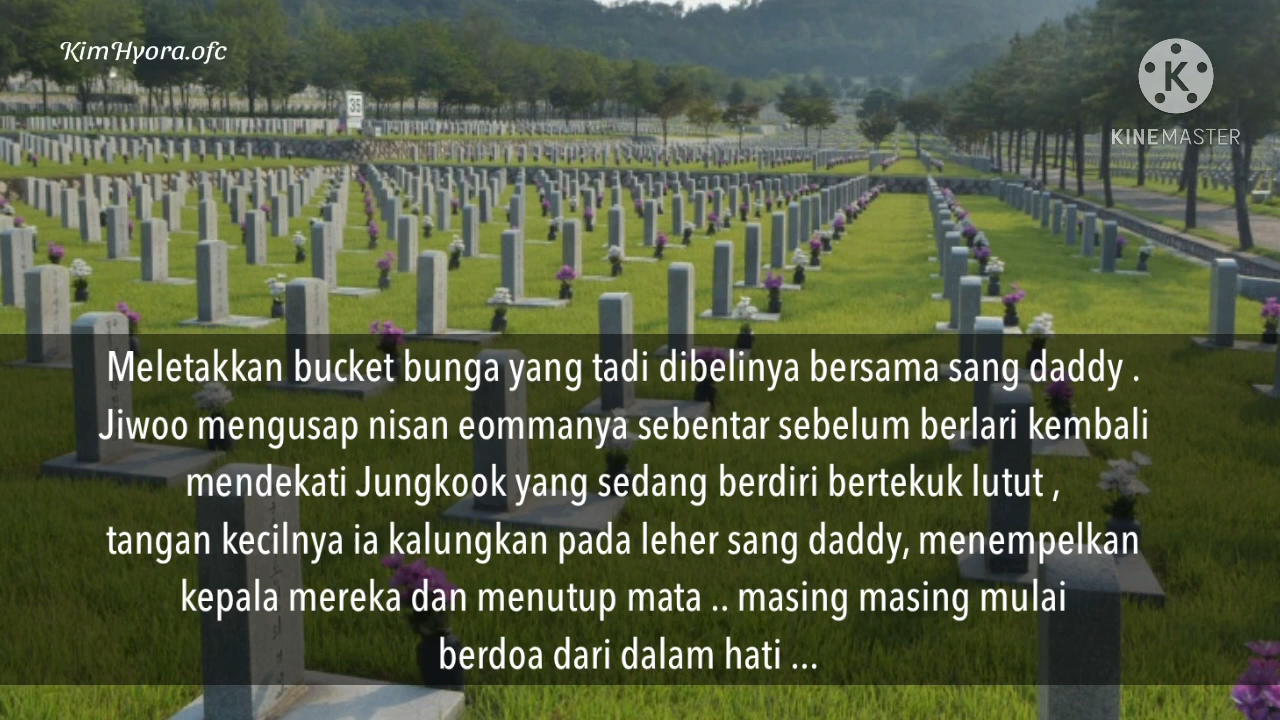 KimHyora.ofc
35
K
KINEMASTER
Meletakkan bucket bunga yang tadi dibelinya bersama sang daddy .
Jiwoo mengusap nisan eommanya sebentar sebelum berlari kembali
mendekati Jungkook yang sedang berdiri bertekuk lutut ,
tangan kecilnya ia kalungkan pada leher sang daddy, menempelkan
kepala mereka dan menutup mata .. masing masing mulai
berdoa dari dalam hati ...